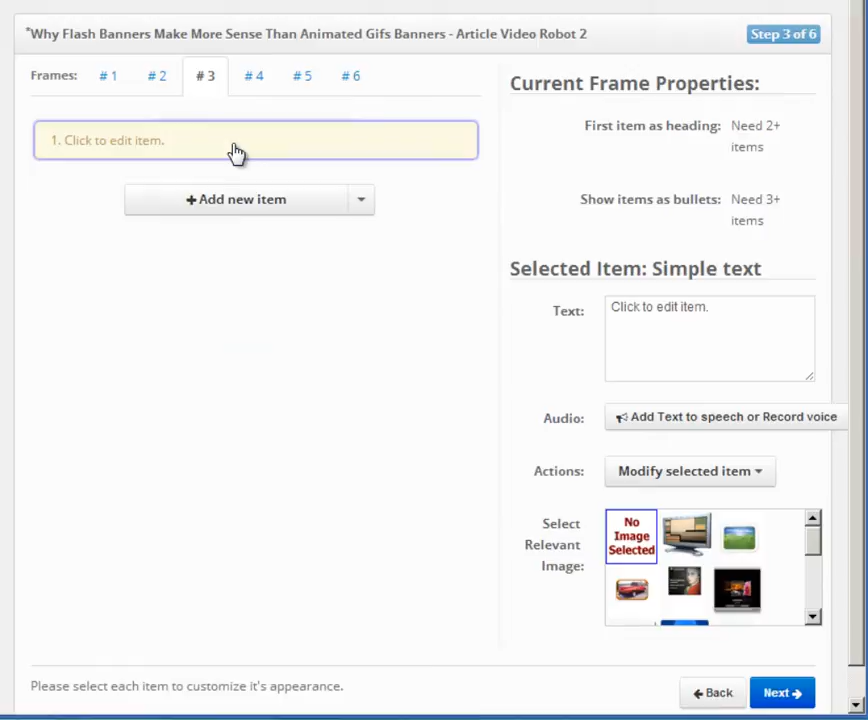 *Why Flash Banners Make More Sense Than Animated Gifs Banners - Article Video Robot 2
Step 3 of 6
Frames: # 1 # 2 # 3 # 4 # 5 # 6
1. Click to edit item.
+ Add new item
Current Frame Properties:
First item as heading: Need 2+
items
Show items as bullets: Need 3+
items
Selected Item: Simple text
Text: Click to edit item.
Audio: Add Text to speech or Record voice
Actions: Modify selected item
Select
Relevant
Image:
No
Image
Selected
Please select each item to customize it's appearance.
Back
Next